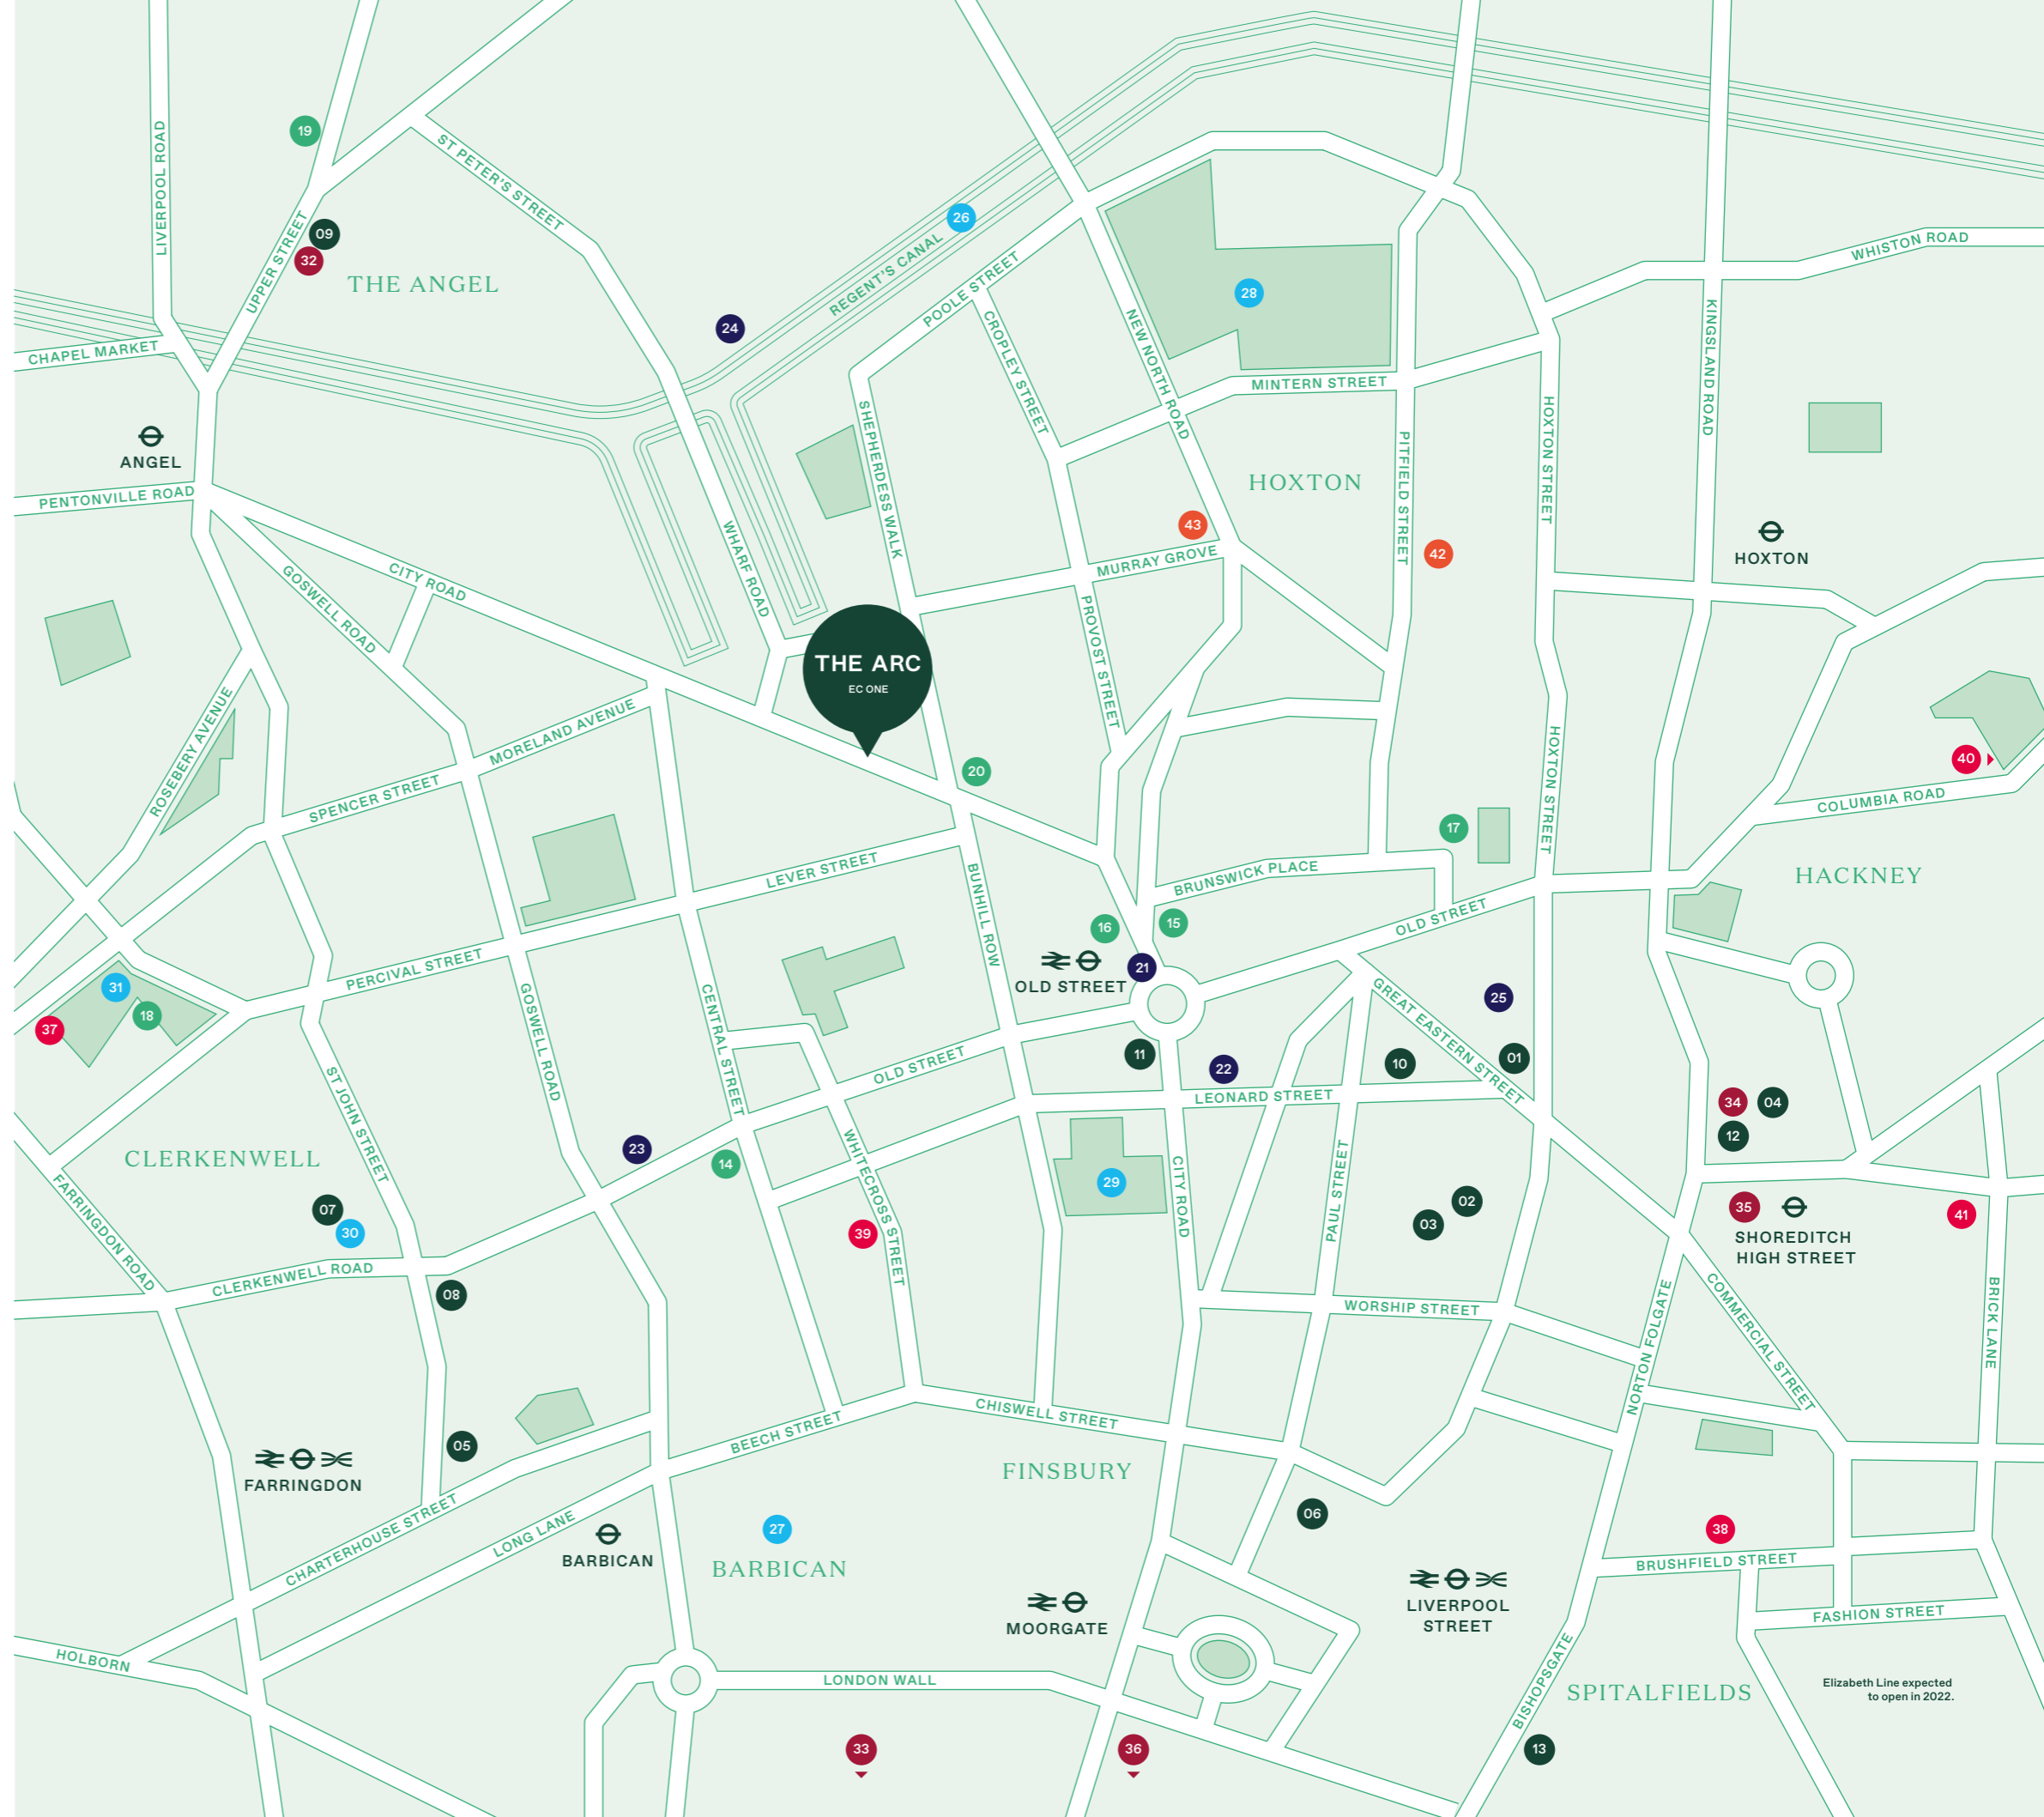 LIVERPOOL ROAD
19
ST PETER'S STREET
09
32
UPPER STREET
THE ANGEL
26
REGENT'S CANAL
POOLE STREET
28
WHISTON ROAD
24
CHAPEL MARKET
CROPLEY STREET
NEW NORTH ROAD
MINTERN STREET
KINGSLAND ROAD
ANGEL
SHEPHERDESS WALK
PITFIELD STREET
HOXTON STREET
HOXTON
PENTONVILLE ROAD
43
42
HOXTON
WHARF ROAD
MURRAY GROVE
CITY ROAD
GOSWELL ROAD
PROVOST STREET
THE ARC
EC ONE
ROSEBERY AVENUE
MORELAND AVENUE
SPENCER STREET
20
HOXTON STREET
40
COLUMBIA ROAD
17
LEVER STREET
BRUNSWICK PLACE
HACKNEY
BUNHILL ROW
16
15
OLD STREET
OLD STREET
21
PERCIVAL STREET
31
18
37
GOSWELL ROAD
CENTRAL STREET
25
GREAT EASTERN STREET
11
22
10
01
OLD STREET
LEONARD STREET
ST JOHN STREET
34
04
12
CLERKENWELL
23
14
WHITECROSS STREET
29
CITY ROAD
PAUL STREET
02
03
FARRINGDON ROAD
07
30
39
35
SHOREDITCH
HIGH STREET
41
CLERKENWELL ROAD
08
WORSHIP STREET
NORTON FOLGATE
COMMERCIAL STREET
BRICK LANE
BEECH STREET
CHISWELL STREET
05
FARRINGDON
FINSBURY
CHARTERHOUSE STREET
LONG LANE
BARBICAN
27
BARBICAN
06
38
BRUSHFIELD STREET
MOORGATE
LIVERPOOL
STREET
FASHION STREET
HOLBORN
LONDON WALL
BISHOPSGATE
SPITALFIELDS
Elizabeth Line expected
to open in 2022.
33
36
13